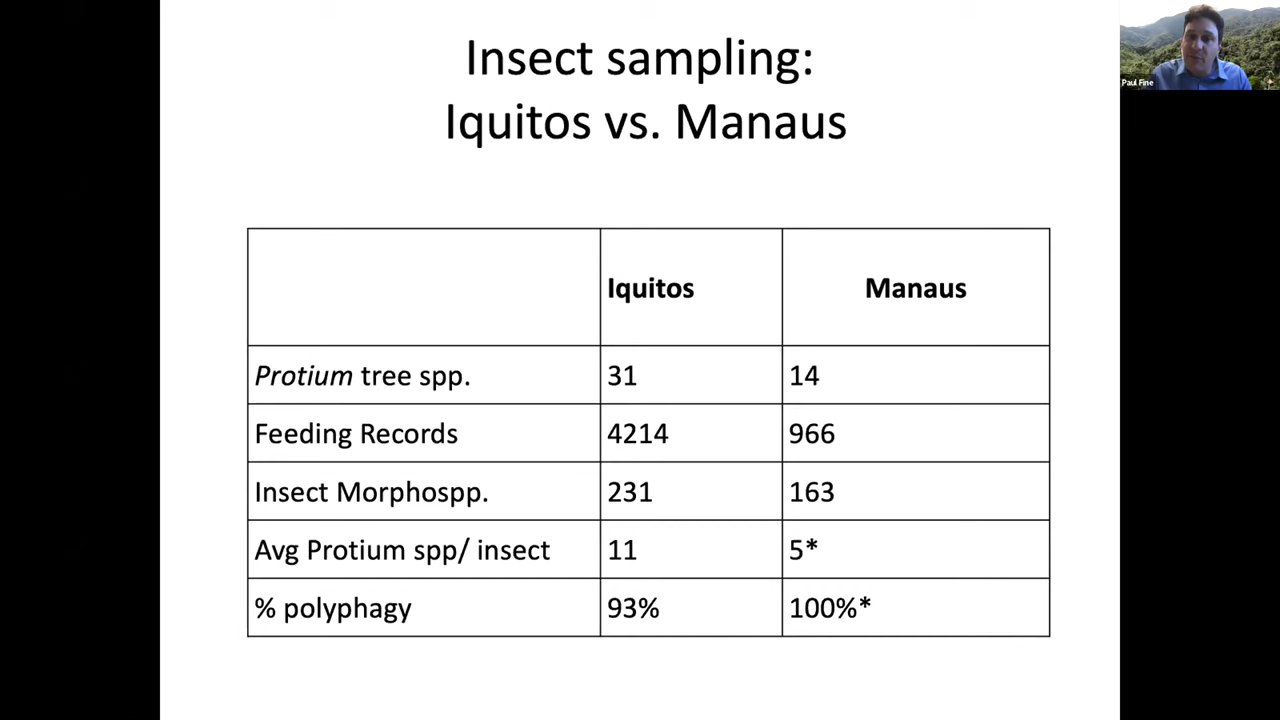 Insect sampling:
Iquitos vs. Manaus
Paul Fine
Iquitos Manaus
Protium tree spp. 31 14
Feeding Records 4214 966
Insect Morphospp. 231 163
Avg Protium spp/ insect 11 5*
% polyphagy 93% 100%*